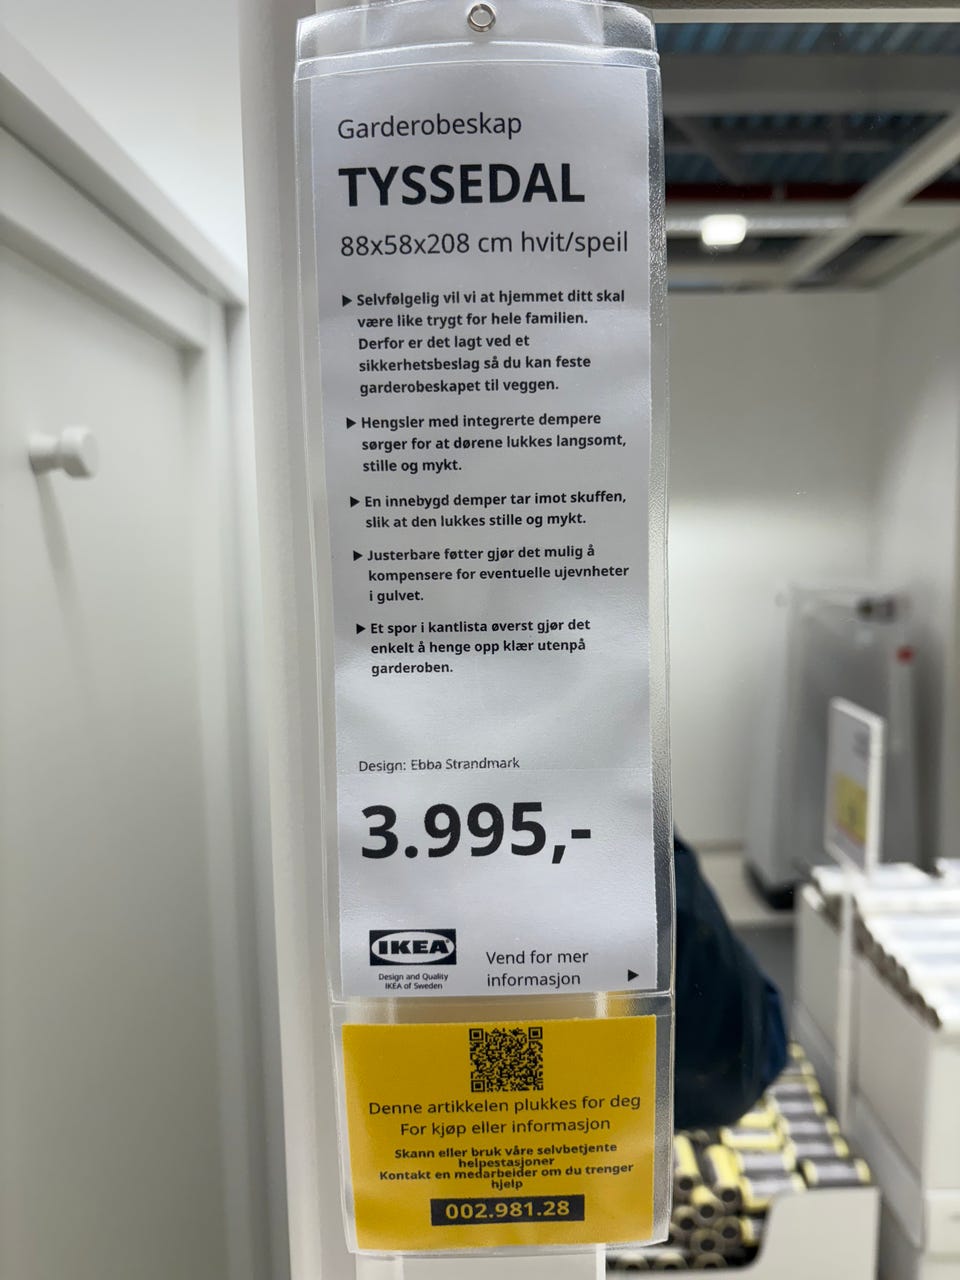 Garderobeskap
TYSSEDAL
88x58x208 cm hvit/speil
▶ Selvfølgelig vil vi at hjemmet ditt skal
være like trygt for hele familien.
Derfor er det lagt ved et
sikkerhetsbeslag så du kan feste
garderobeskapet til veggen.
▶ Hengsler med integrerte dempere
sørger for at dørene lukkes langsomt,
stille og mykt.
▶ En innebygd demper tar imot skuffen,
slik at den lukkes stille og mykt.
▶ Justerbare føtter gjør det mulig å
kompensere for eventuelle ujevnheter
i gulvet.
▶ Et spor i kantlista øverst gjør det
enkelt å henge opp klær utenpå
garderoben.
Design: Ebba Strandmark
3.995,-
IKEA
Design and Quality
IKEA of Sweden
Vend for mer
informasjon ▶
Denne artikkelen plukkes for deg
For kjøp eller informasjon
Skann eller bruk våre selvbetjente
helpestasjoner
Kontakt en medarbeider om du trenger
hjelp
002.981.28